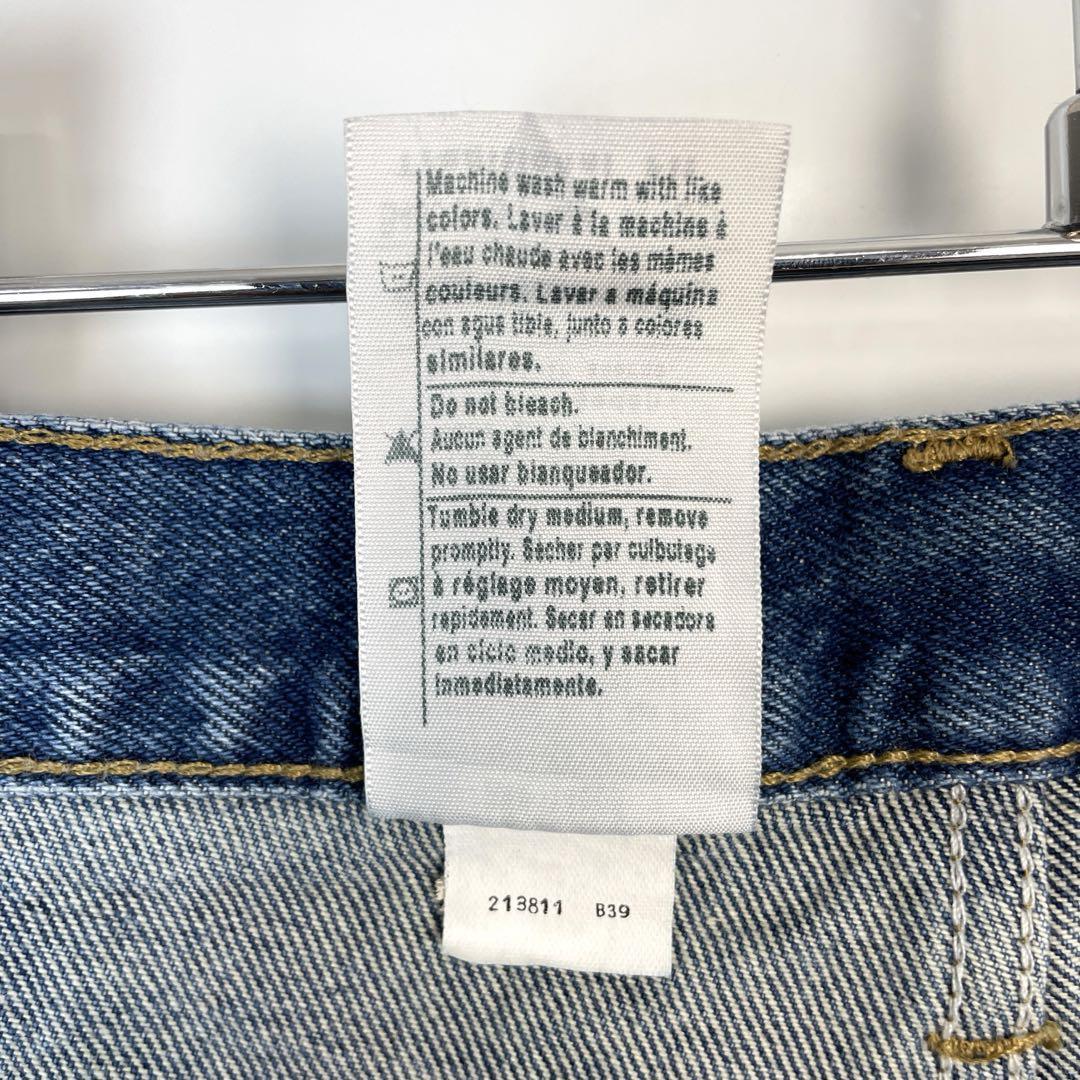 Machine wash warm with like
colors. Laver à la machine à
l'eau chaude avec les mêmes
couleurs. Lavar a máquina
con agua tibia, junto a colores
similares.
Do not bleach.
Aucun agent de blanchiment.
No usar blanqueador.
Tumble dry medium, remove
promptly. Sécher par culbutage
à réglage moyen, retirer
rapidement. Secar en secadora
en ciclo medio, y sacar
inmediatamente.
213811 B39